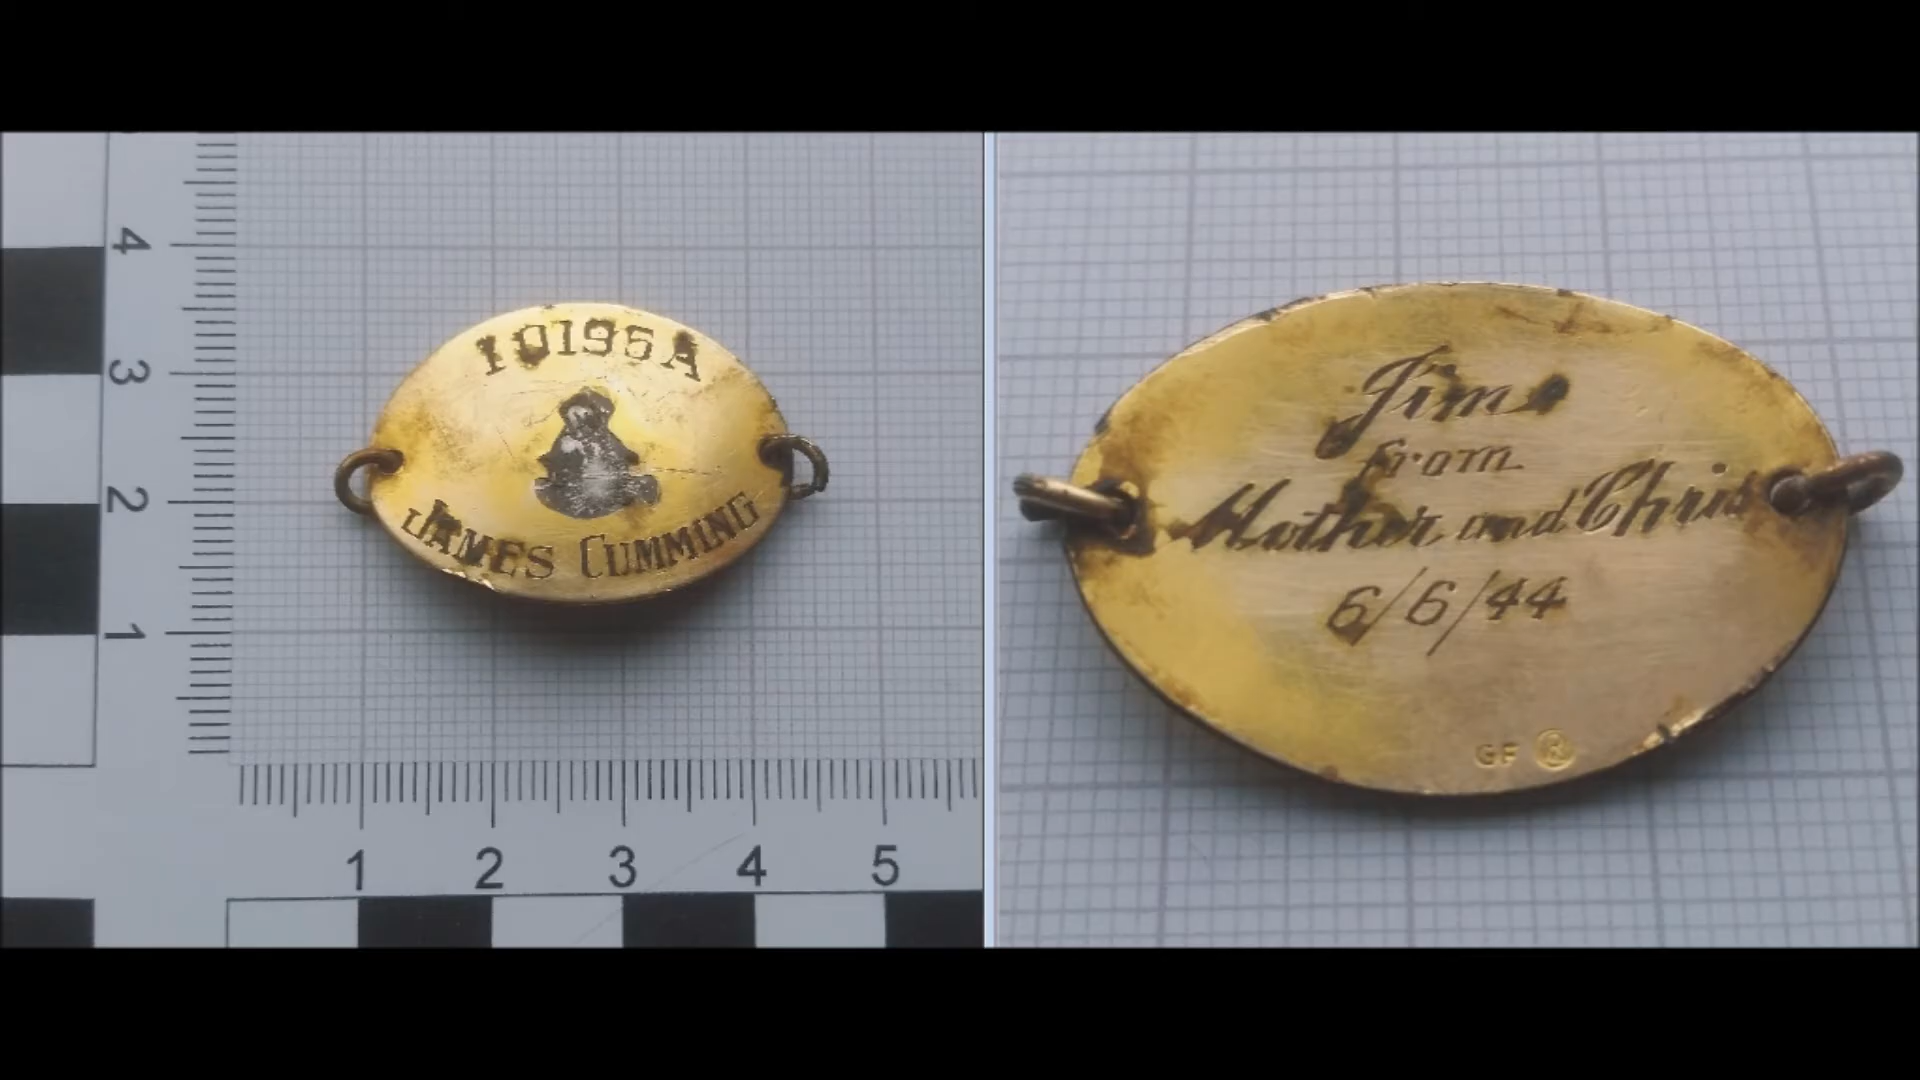 10195A
JAMES CUMMING
4
3
2
1
1 2 3 4 5
Jim
from
Mother and Chris
6/6/44
GF R